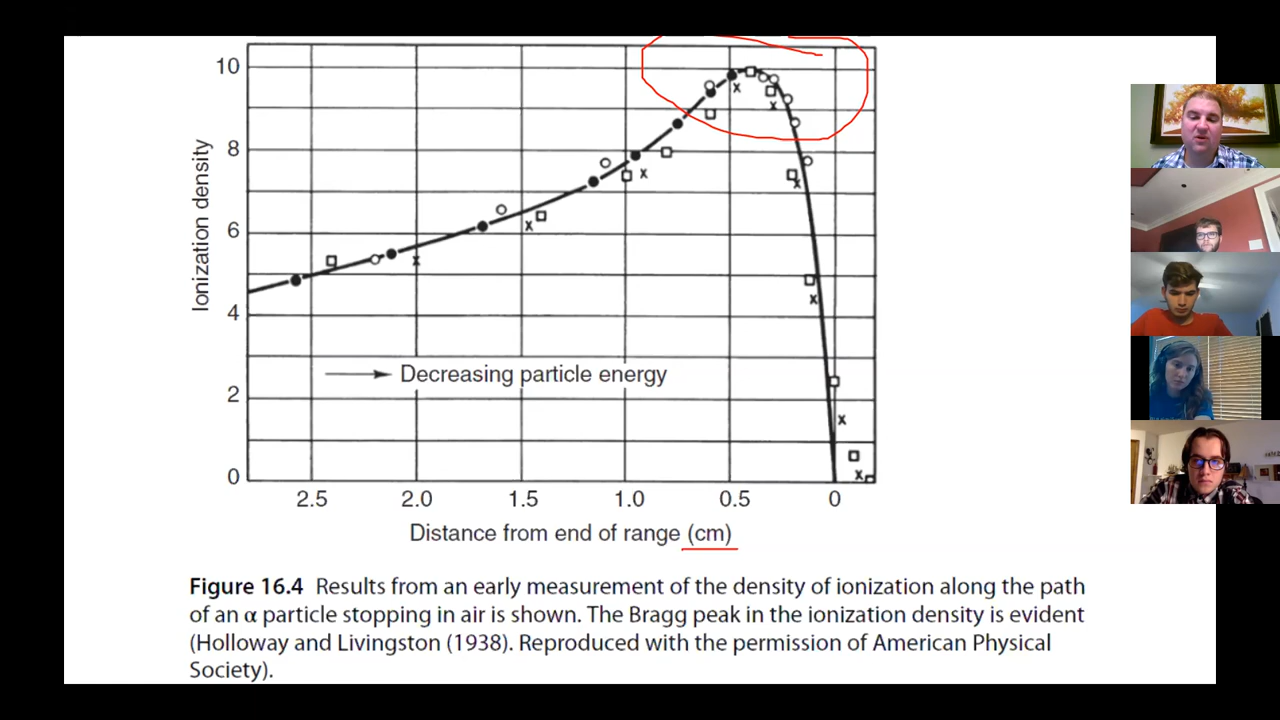 10
8
6
4
2
0
Ionization density
Decreasing particle energy
2.5 2.0 1.5 1.0 0.5 0
Distance from end of range (cm)
Figure 16.4 Results from an early measurement of the density of ionization along the path
of an α particle stopping in air is shown. The Bragg peak in the ionization density is evident
(Holloway and Livingston (1938). Reproduced with the permission of American Physical
Society).